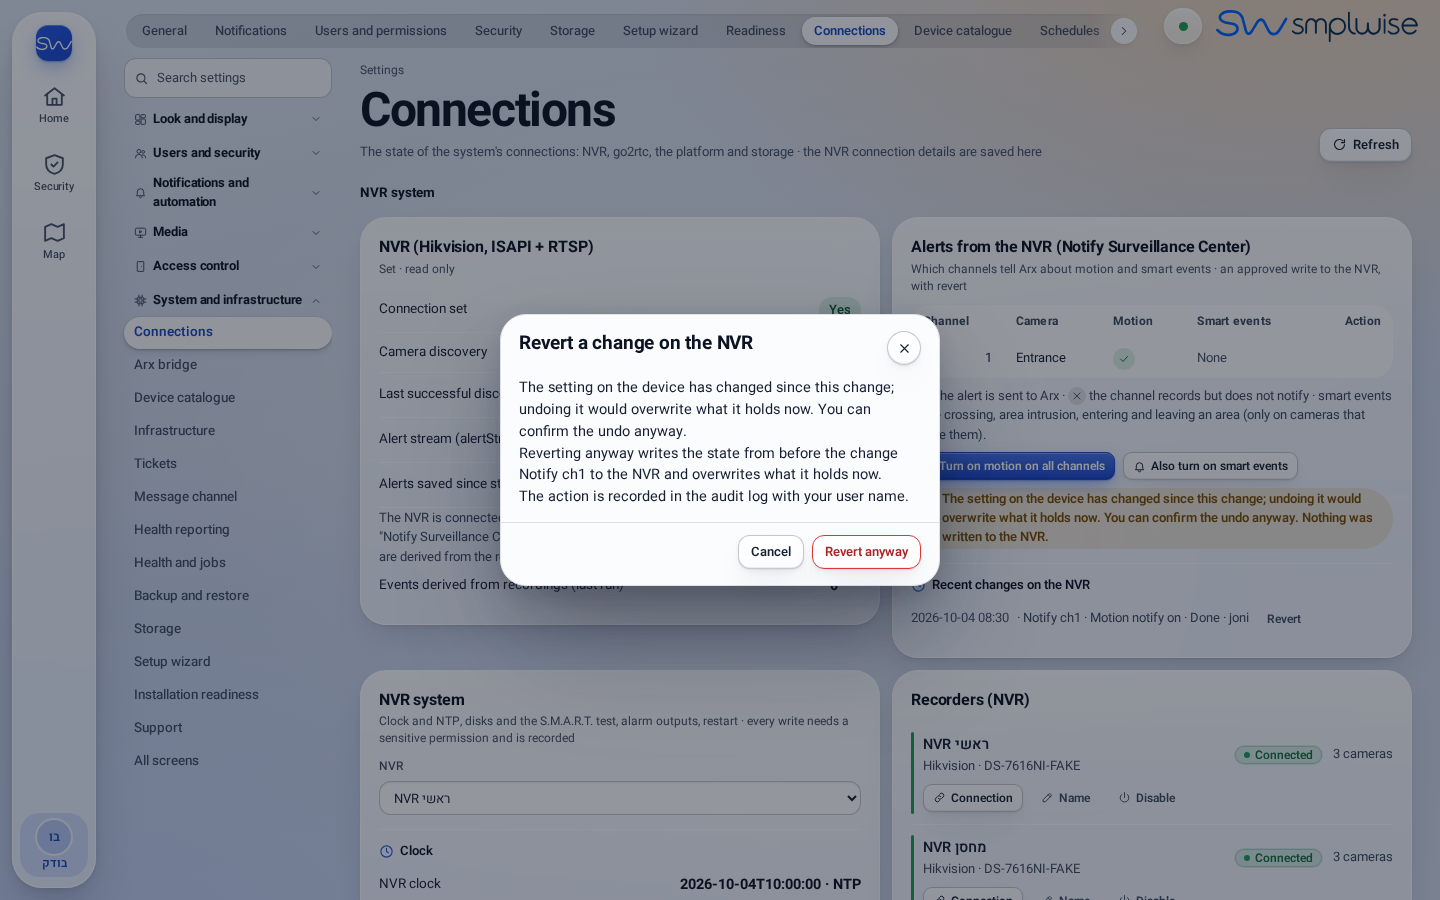 General
Notifications
Users and permissions
Security
Storage
Setup wizard
Readiness
Connections
Device catalogue
Schedules
smplwise
Home
Security
Map
בו
בודק
Search settings
Look and display
Users and security
Notifications and
automation
Media
Access control
System and infrastructure
Connections
Arx bridge
Device catalogue
Infrastructure
Tickets
Message channel
Health reporting
Health and jobs
Backup and restore
Storage
Setup wizard
Installation readiness
Support
All screens
Settings
Connections
The state of the system's connections: NVR, go2rtc, the platform and storage · the NVR connection details are saved here
Refresh
NVR system
NVR (Hikvision, ISAPI + RTSP)
Set · read only
Connection set
Yes
Camera discovery
Last successful disc
Alert stream (alertStr
Alerts saved since st
The NVR is connected
"Notify Surveillance C
are derived from the r
Events derived from recordings (last run)
Alerts from the NVR (Notify Surveillance Center)
Which channels tell Arx about motion and smart events · an approved write to the NVR,
with revert
Channel
Camera
Motion
Smart events
Action
1
Entrance
None
he alert is sent to Arx ·
the channel records but does not notify · smart events
crossing, area intrusion, entering and leaving an area (only on cameras that
e them).
Turn on motion on all channels
Also turn on smart events
The setting on the device has changed since this change; undoing it would
overwrite what it holds now. You can confirm the undo anyway. Nothing was
written to the NVR.
Recent changes on the NVR
2026-10-04 08:30 · Notify ch1 · Motion notify on · Done · joni
Revert
Revert a change on the NVR
The setting on the device has changed since this change;
undoing it would overwrite what it holds now. You can
confirm the undo anyway.
Reverting anyway writes the state from before the change
Notify ch1 to the NVR and overwrites what it holds now.
The action is recorded in the audit log with your user name.
Cancel
Revert anyway
NVR system
Clock and NTP, disks and the S.M.A.R.T. test, alarm outputs, restart · every write needs a
sensitive permission and is recorded
NVR
NVR ראשי
Clock
NVR clock
2026-10-04T10:00:00 · NTP
Recorders (NVR)
NVR ראשי
Hikvision · DS-7616NI-FAKE
Connected
3 cameras
Connection
Name
Disable
NVR מחסן
Hikvision · DS-7616NI-FAKE
Connected
3 cameras
Connection
Name
Disable